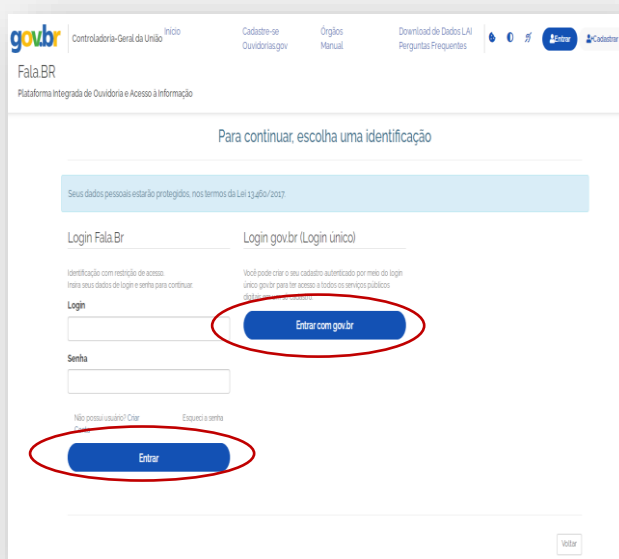 gov.br
Controladoria-Geral da União
Início
Cadastre-se
Ouvidorias.gov
Órgãos
Manual
Download de Dados LAI
Perguntas Frequentes
Entrar
Cadastrar
Fala.BR
Plataforma Integrada de Ouvidoria e Acesso à Informação
Para continuar, escolha uma identificação
Seus dados pessoais estarão protegidos, nos termos da Lei 13.460/2017.
Login Fala.Br
Identificação com restrição de acesso.
Insira seus dados de login e senha para continuar.
Login
Senha
Não possui usuário? Criar
Conta
Esqueci a senha
Entrar
Login gov.br (Login único)
Você pode criar o seu cadastro autenticado por meio do login
único gov.br para ter acesso a todos os serviços públicos
digitais em um só cadastro.
Entrar com gov.br
Voltar